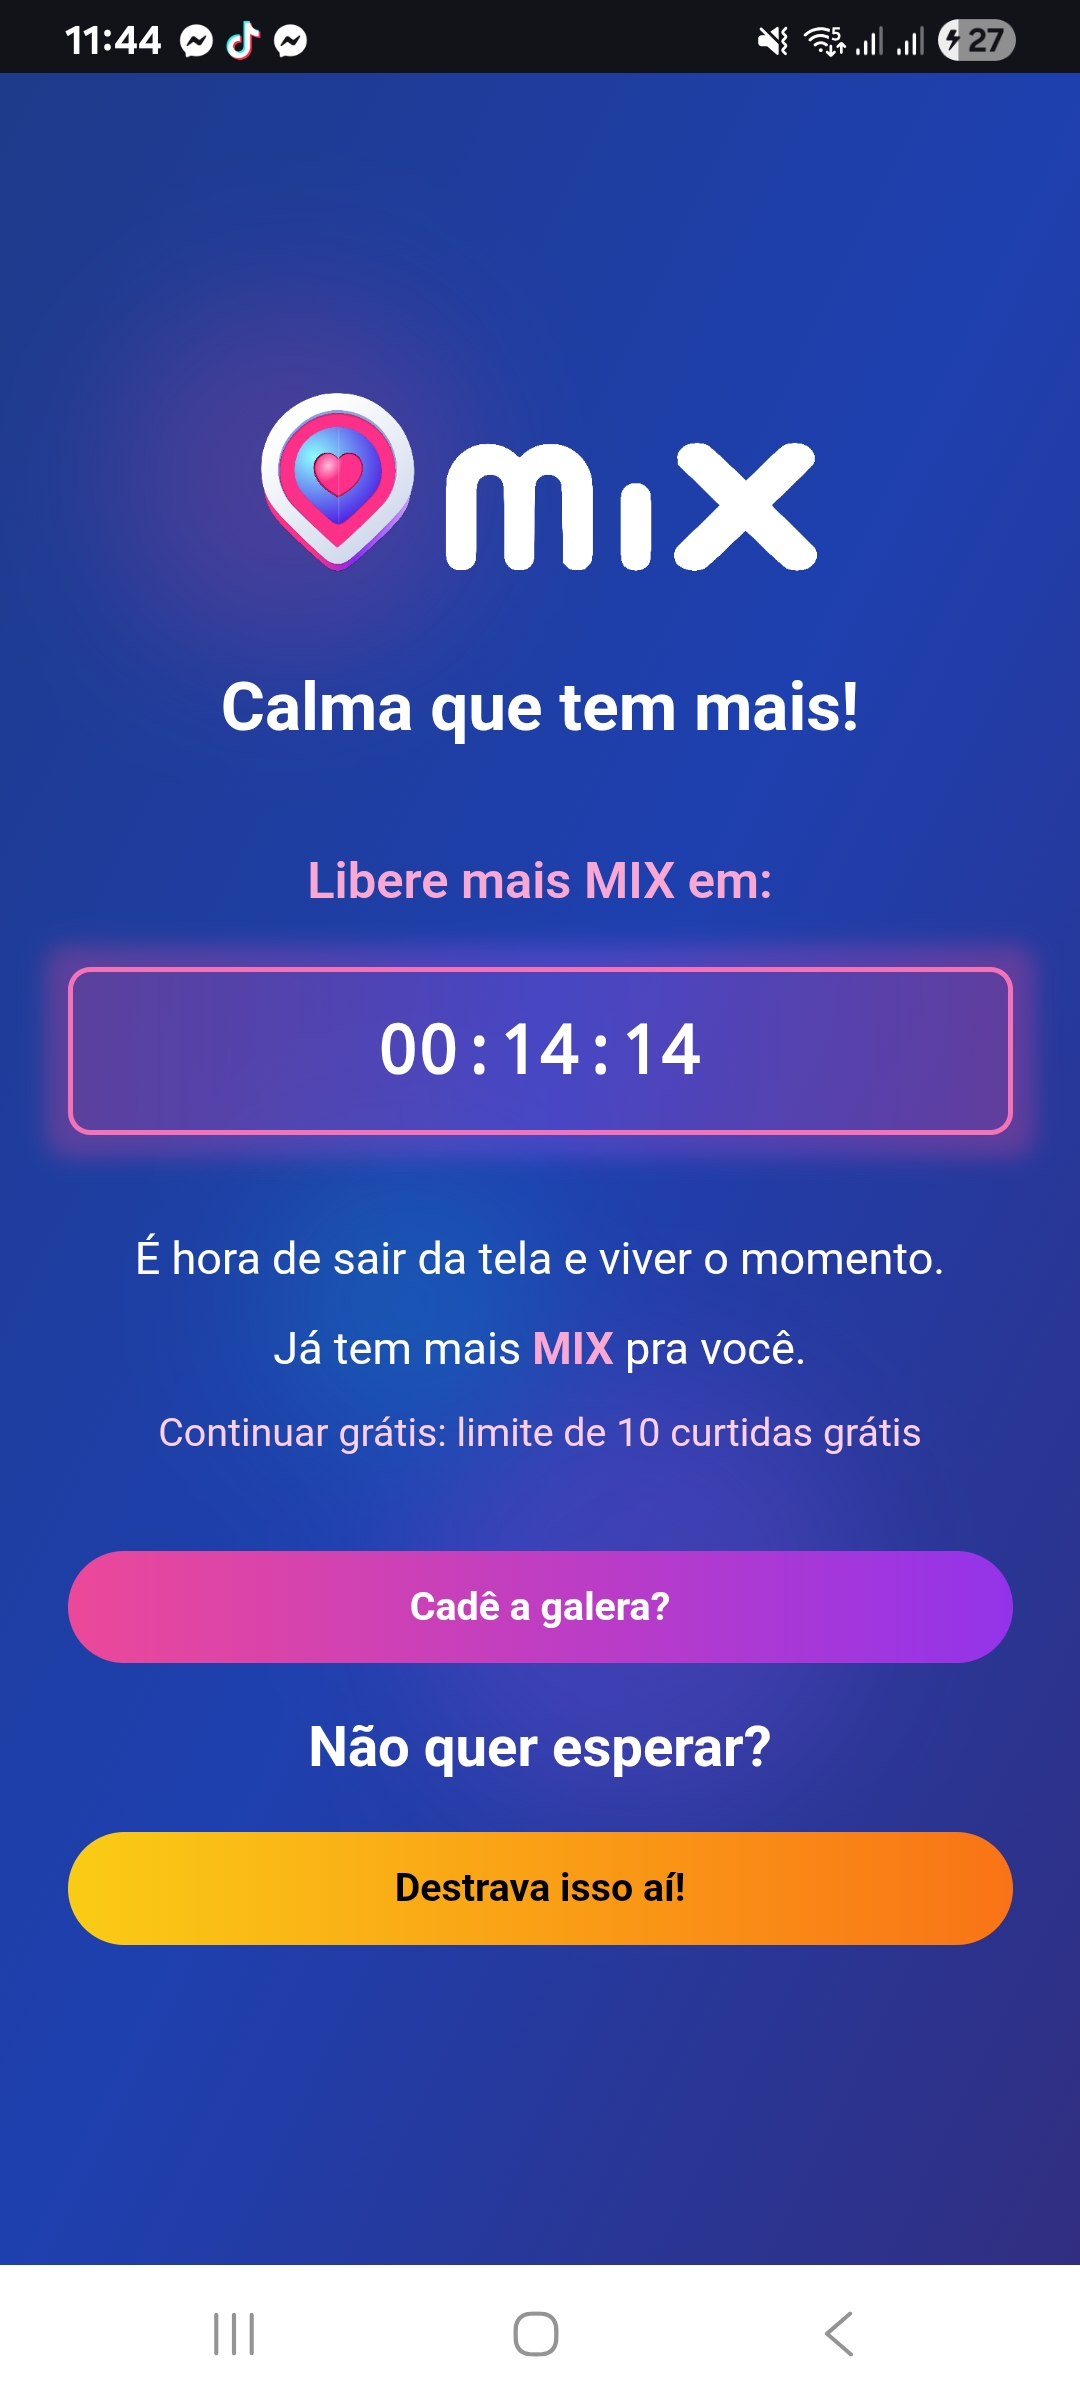 11:44
5
27
mix
Calma que tem mais!
Libere mais MIX em:
00:14:14
É hora de sair da tela e viver o momento.
Já tem mais MIX pra você.
Continuar grátis: limite de 10 curtidas grátis
Cadê a galera?
Não quer esperar?
Destrava isso aí!